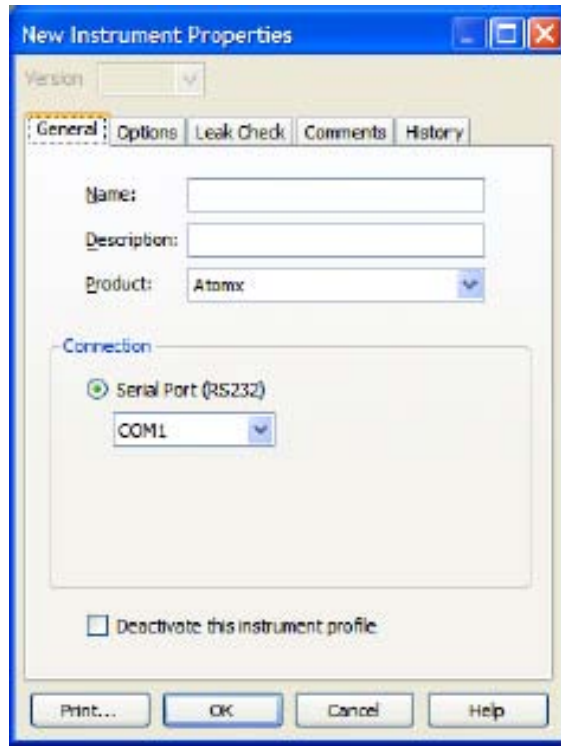 New Instrument Properties
Version
General Options Leak Check Comments History
Name:
Description:
Product: Atomx
Connection
Serial Port (RS232)
COM1
Deactivate this instrument profile
Print... OK Cancel Help